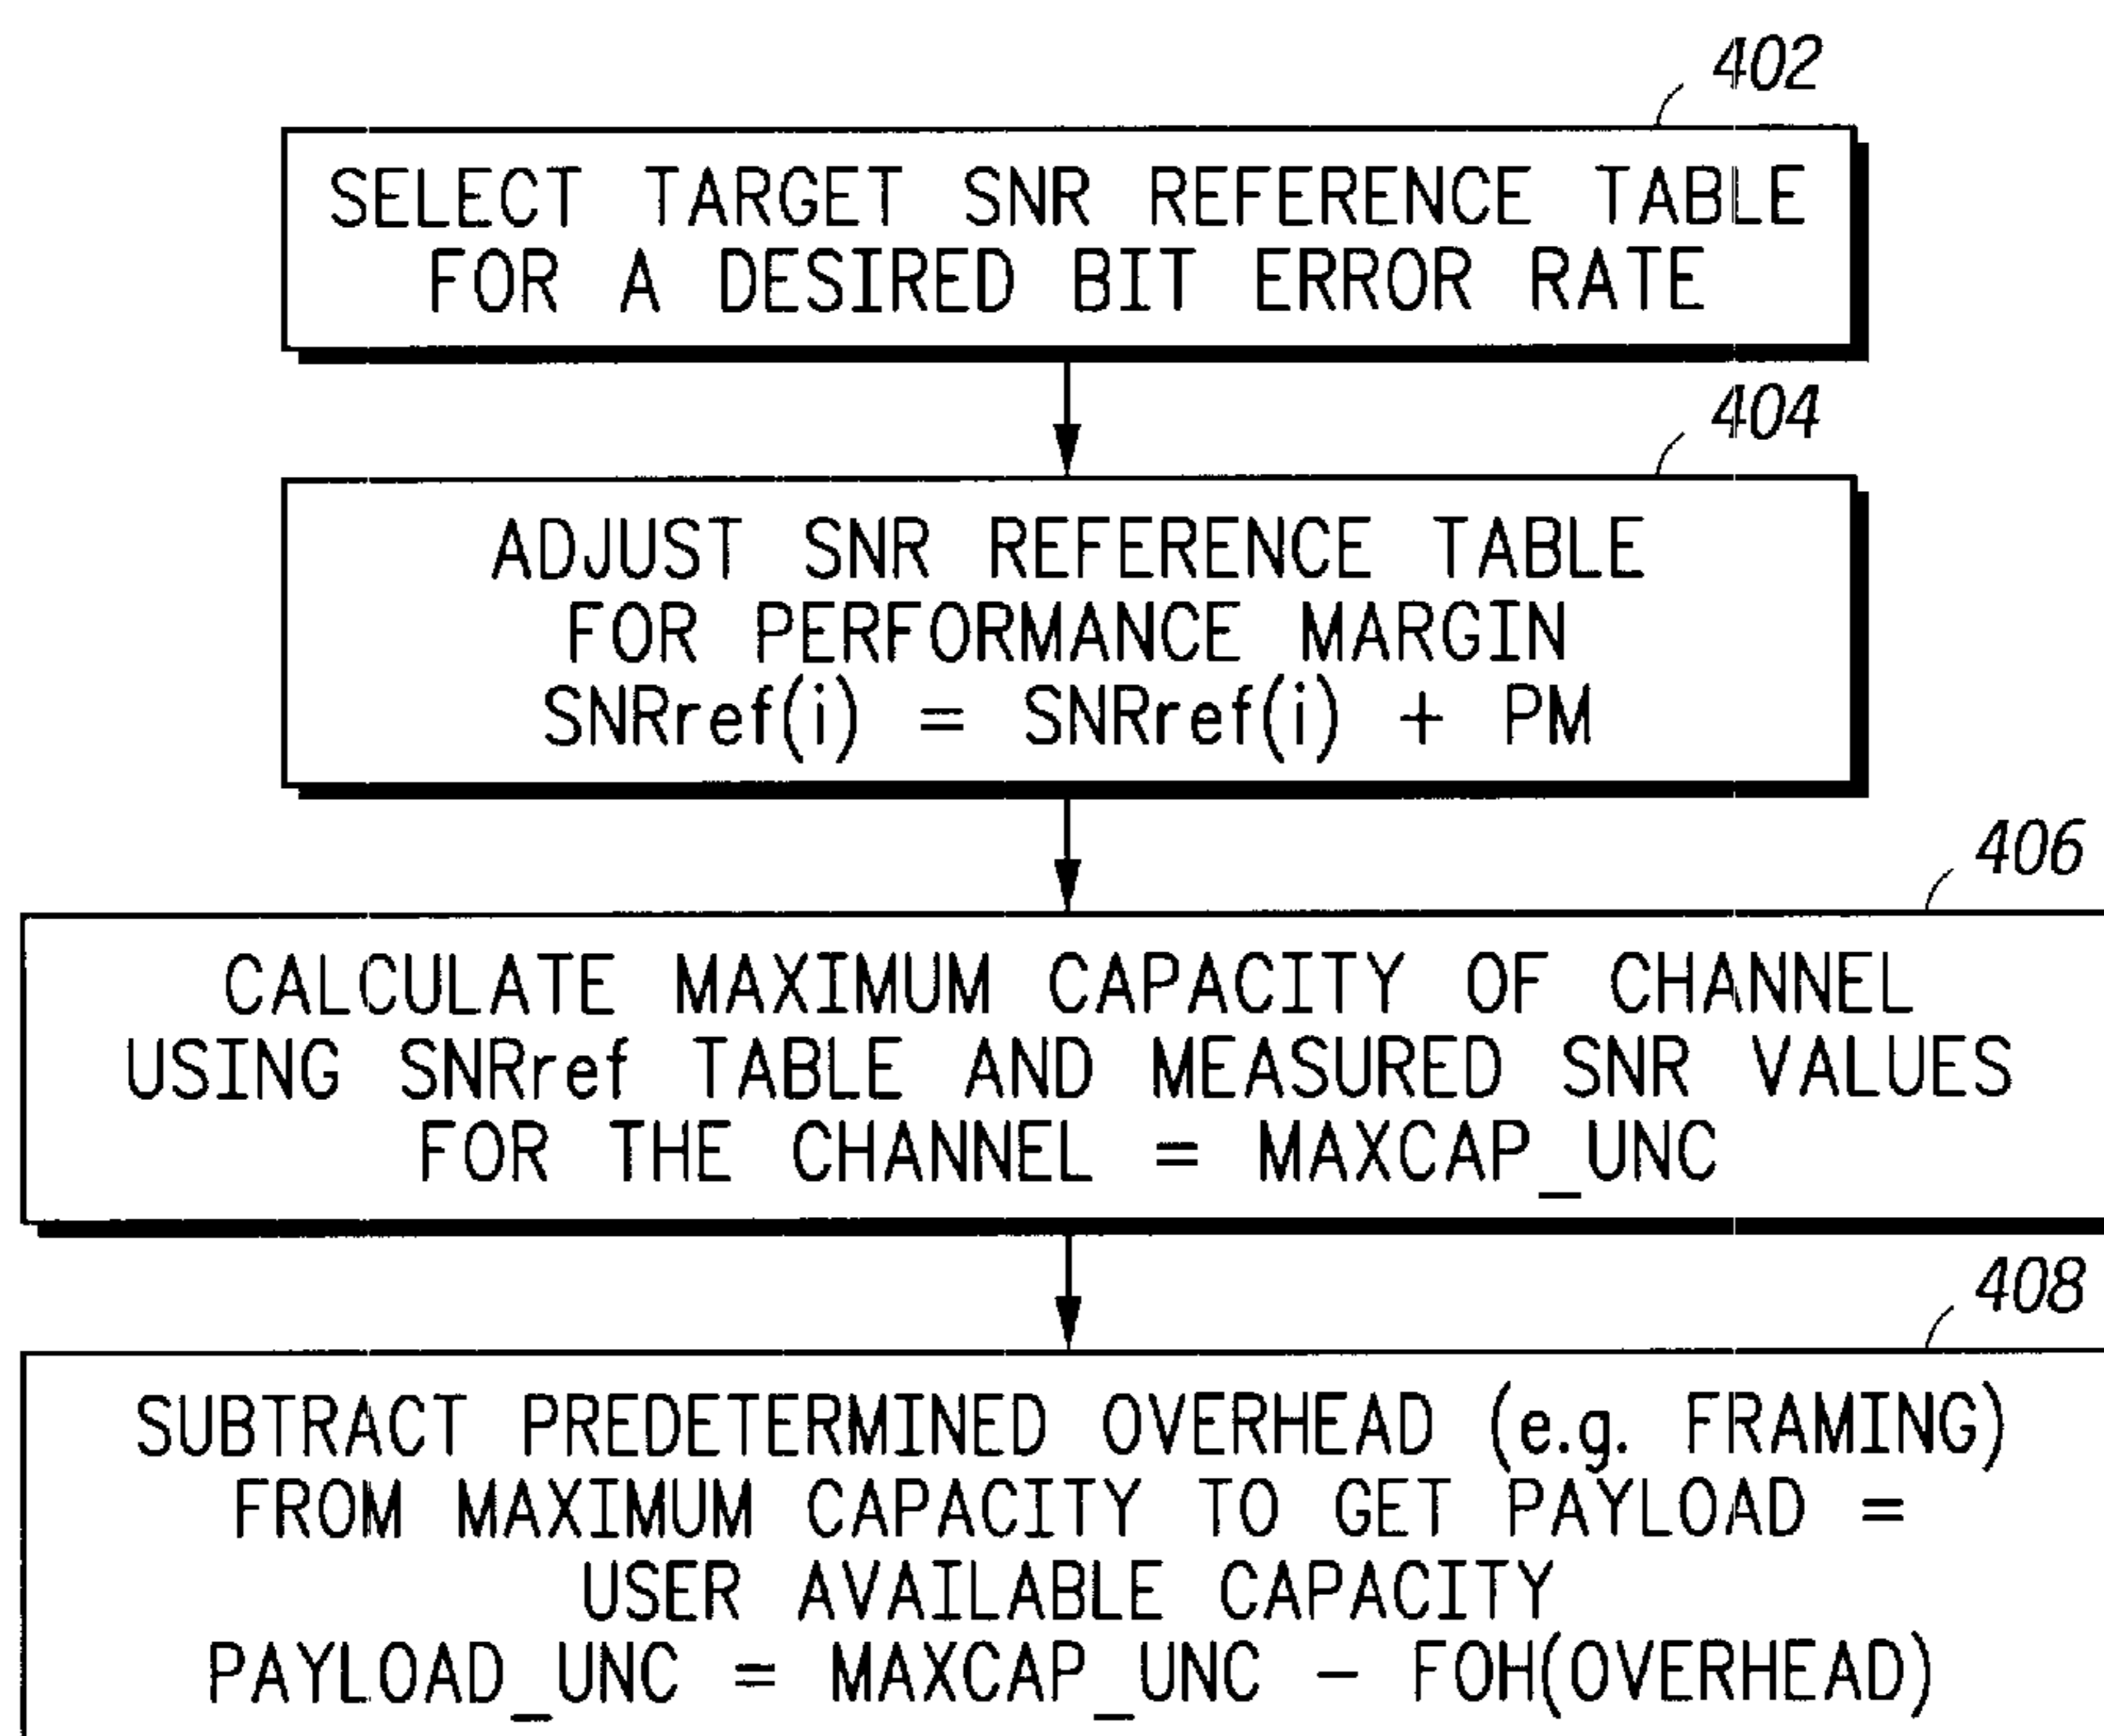 402
SELECT TARGET SNR REFERENCE TABLE
FOR A DESIRED BIT ERROR RATE
404
ADJUST SNR REFERENCE TABLE
FOR PERFORMANCE MARGIN
SNRref(i) = SNRref(i) + PM
406
CALCULATE MAXIMUM CAPACITY OF CHANNEL
USING SNRref TABLE AND MEASURED SNR VALUES
FOR THE CHANNEL = MAXCAP_UNC
408
SUBTRACT PREDETERMINED OVERHEAD (e.g. FRAMING)
FROM MAXIMUM CAPACITY TO GET PAYLOAD =
USER AVAILABLE CAPACITY
PAYLOAD_UNC = MAXCAP_UNC - FOH(OVERHEAD)